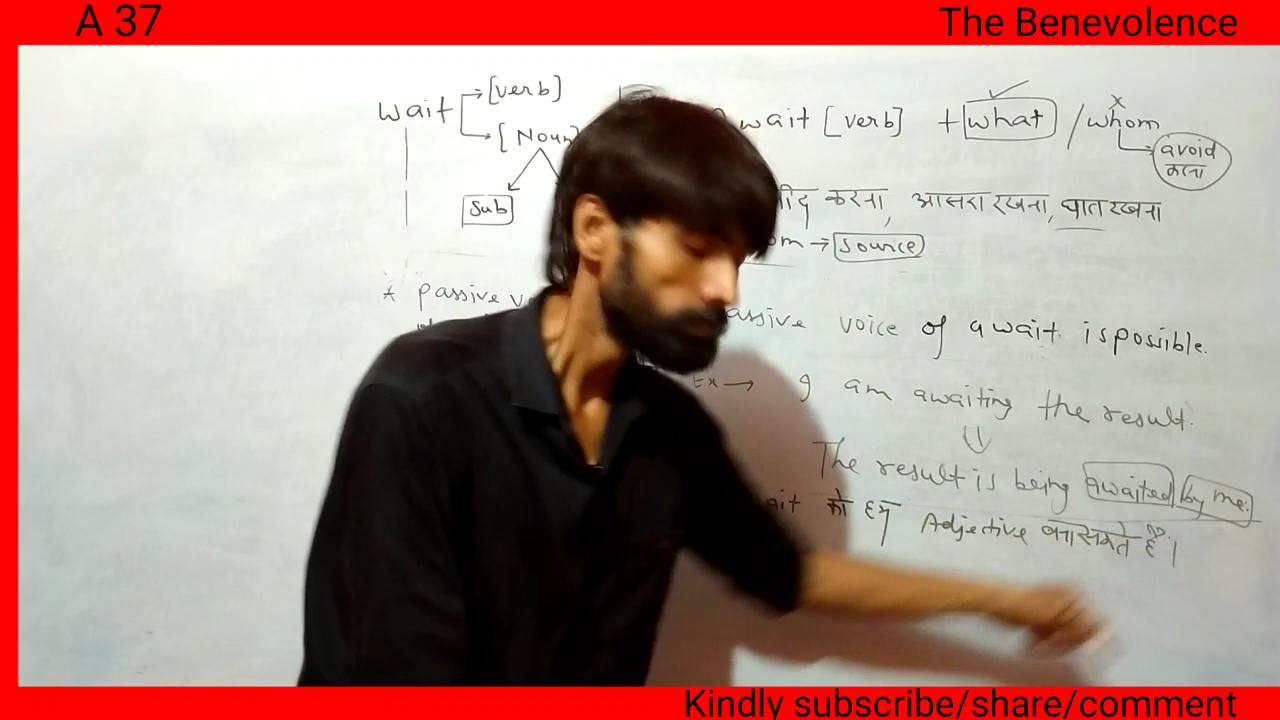 A 37
The Benevolence
wait → [verb]
→ [Noun]
Sub
wait [verb] + what / whom
avoid
करना
करना, आसरा रखना, घात रखना
→ source
* passive
passive voice of await is possible.
Ex → I am awaiting the result.
The result is being awaited by me.
को हम Adjective बना सकते हैं।
Kindly subscribe/share/comment